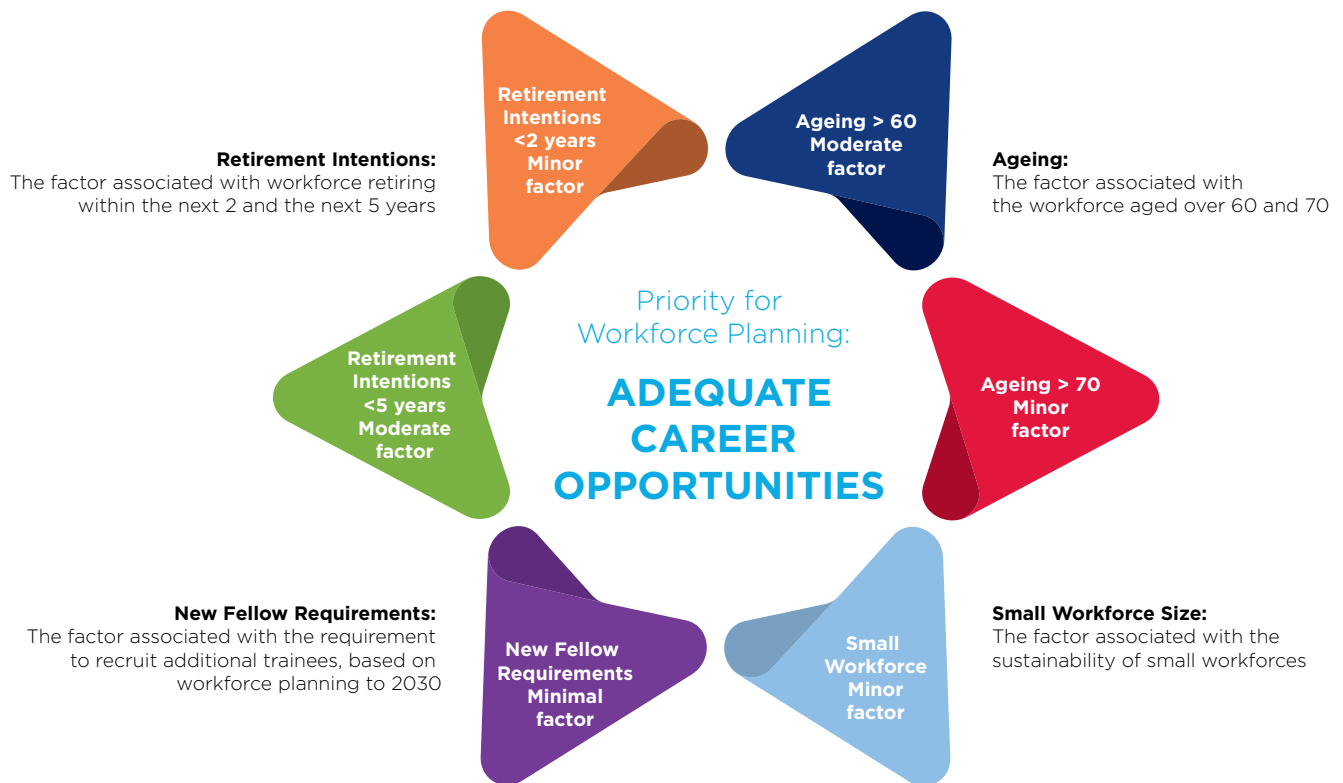 Retirement
Intentions
<2 years
Minor
factor
Ageing > 60
Moderate
factor
Retirement Intentions:
The factor associated with workforce retiring
within the next 2 and the next 5 years
Ageing:
The factor associated with
the workforce aged over 60 and 70
Priority for
Workforce Planning:
ADEQUATE
CAREER
OPPORTUNITIES
Retirement
Intentions
<5 years
Moderate
factor
Ageing > 70
Minor
factor
New Fellow Requirements:
The factor associated with the requirement
to recruit additional trainees, based on
workforce planning to 2030
New Fellow
Requirements
Minimal
factor
Small
Workforce
Minor
factor
Small Workforce Size:
The factor associated with the
sustainability of small workforces